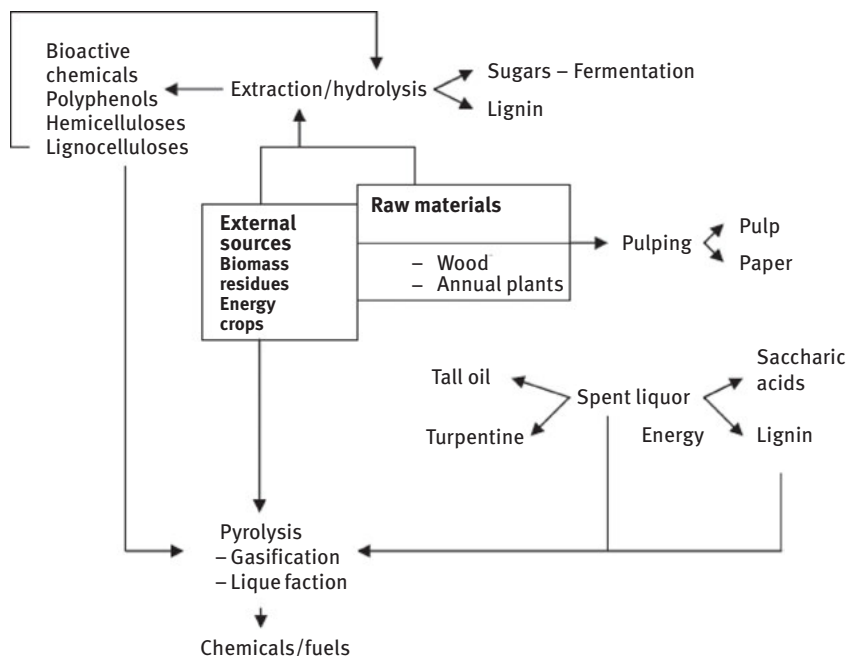 Bioactive
chemicals
Polyphenols
Hemicelluloses
Lignocelluloses
Extraction/hydrolysis
Sugars – Fermentation
Lignin
External
sources
Biomass
residues
Energy
crops
Raw materials
– Wood
– Annual plants
Pulping
Pulp
Paper
Tall oil
Turpentine
Spent liquor
Energy
Saccharic
acids
Lignin
Pyrolysis
– Gasification
– Lique faction
Chemicals/fuels